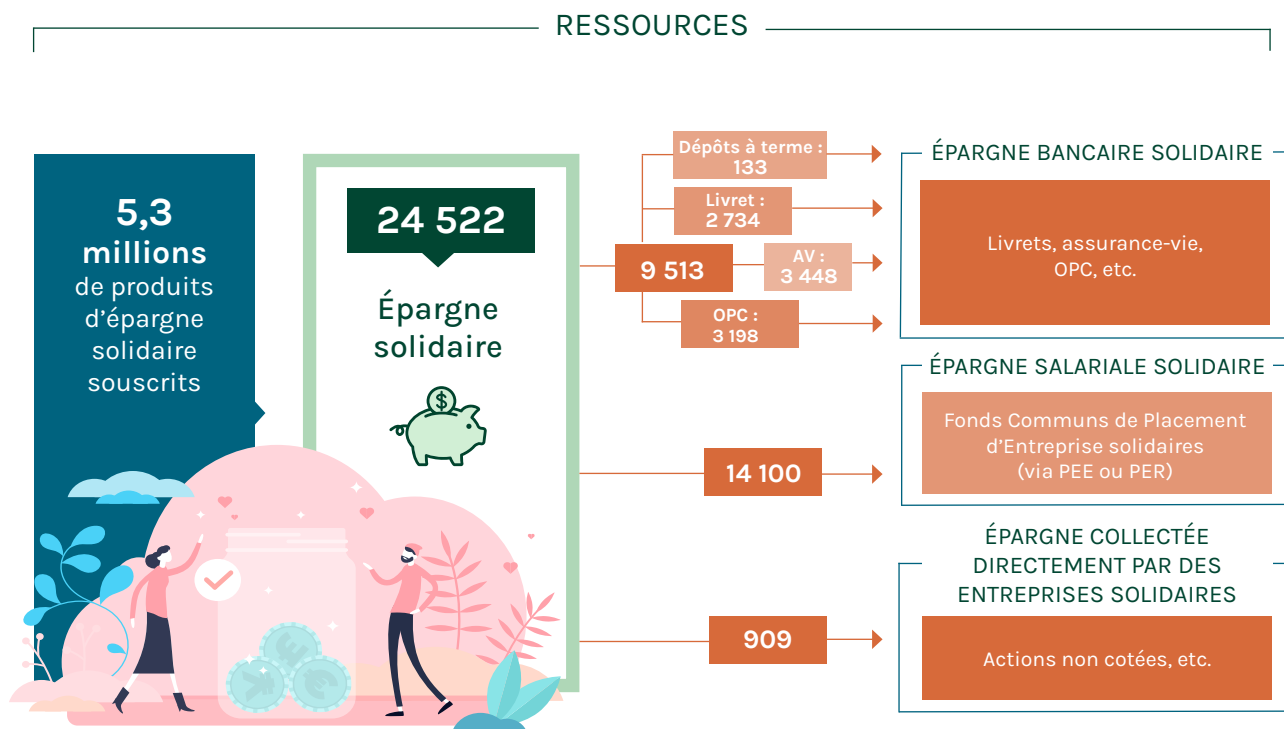 RESSOURCES
5,3
millions
de produits
d'épargne
solidaire
souscrits
24 522
Épargne
solidaire
$
9 513
Dépôts à terme :
133
Livret :
2 734
AV :
3 448
OPC :
3 198
ÉPARGNE BANCAIRE SOLIDAIRE
Livrets, assurance-vie,
OPC, etc.
14 100
ÉPARGNE SALARIALE SOLIDAIRE
Fonds Communs de Placement
d'Entreprise solidaires
(via PEE ou PER)
909
ÉPARGNE COLLECTÉE
DIRECTEMENT PAR DES
ENTREPRISES SOLIDAIRES
Actions non cotées, etc.